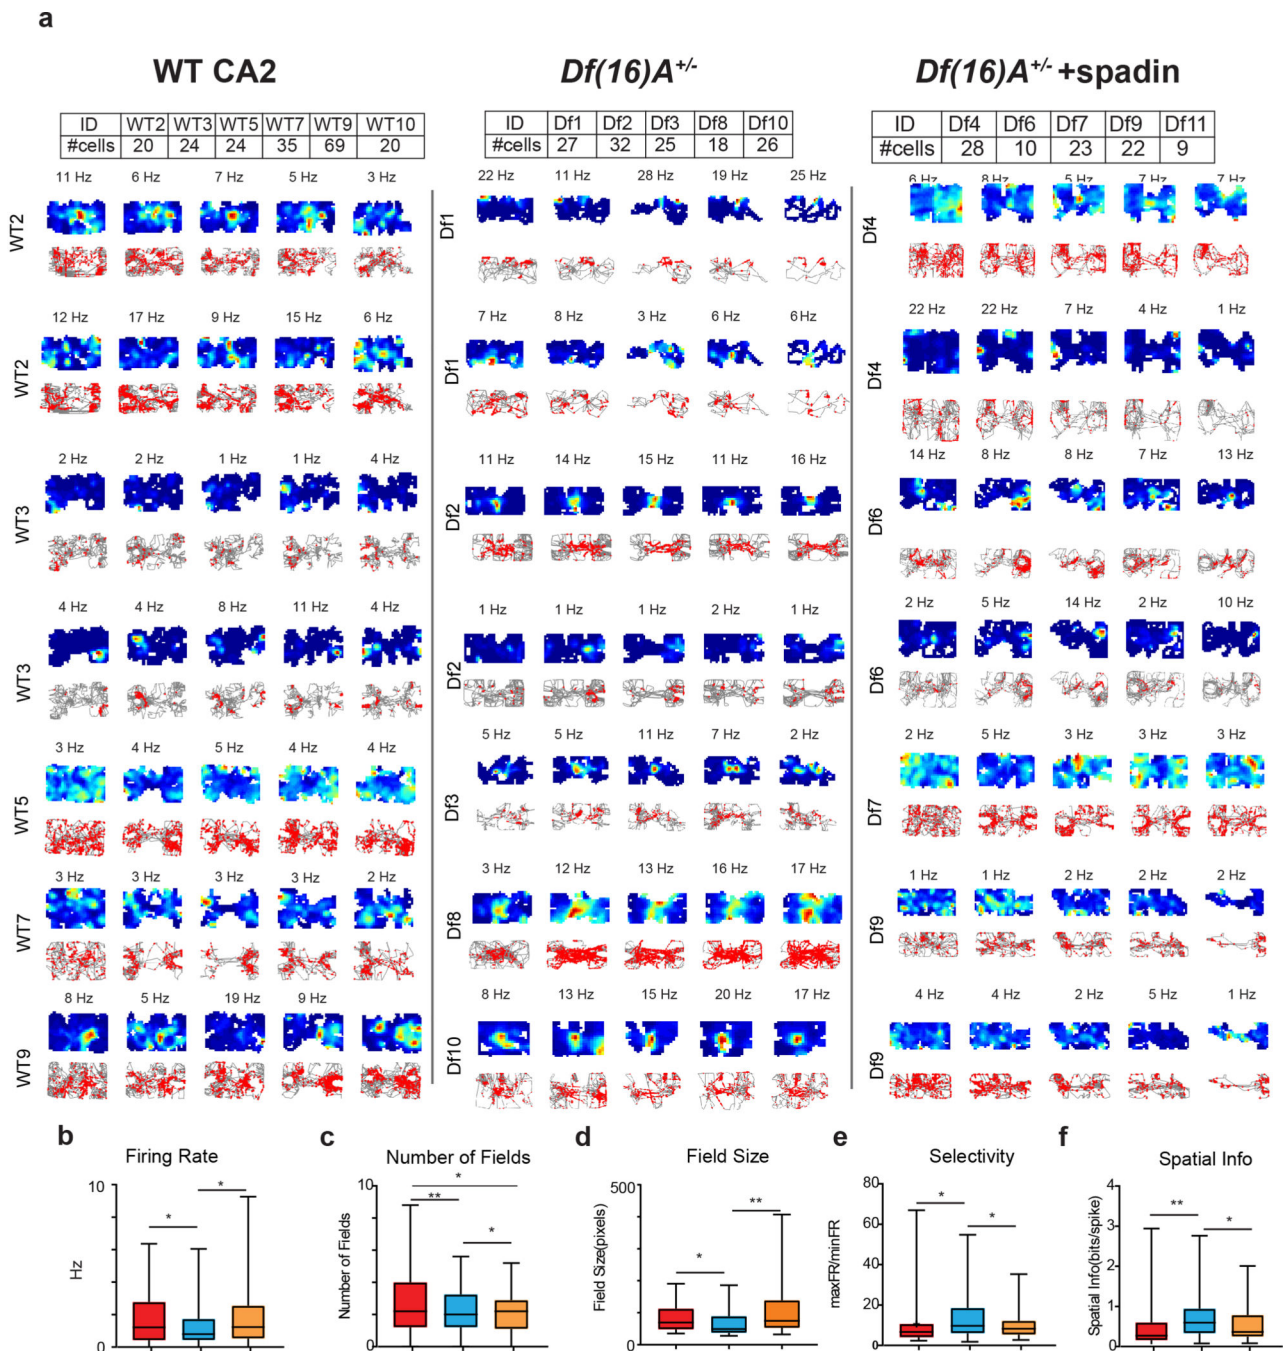 a
WT CA2
Df(16)A+/-
Df(16)A+/- +spadin
ID WT2 WT3 WT5 WT7 WT9 WT10
#cells 20 24 24 35 69 20
ID Df1 Df2 Df3 Df8 Df10
#cells 27 32 25 18 26
ID Df4 Df6 Df7 Df9 Df11
#cells 28 10 23 22 9
WT2
11 Hz 6 Hz 7 Hz 5 Hz 3 Hz
WT2
12 Hz 17 Hz 9 Hz 15 Hz 6 Hz
WT3
2 Hz 2 Hz 1 Hz 1 Hz 4 Hz
WT3
4 Hz 4 Hz 8 Hz 11 Hz 4 Hz
WT5
3 Hz 4 Hz 5 Hz 4 Hz 4 Hz
WT7
3 Hz 3 Hz 3 Hz 3 Hz 2 Hz
WT9
8 Hz 5 Hz 19 Hz 9 Hz
Df1
22 Hz 11 Hz 28 Hz 19 Hz 25 Hz
Df1
7 Hz 8 Hz 3 Hz 6 Hz 6 Hz
Df2
11 Hz 14 Hz 15 Hz 11 Hz 16 Hz
Df2
1 Hz 1 Hz 1 Hz 2 Hz 1 Hz
Df3
5 Hz 5 Hz 11 Hz 7 Hz 2 Hz
Df8
3 Hz 12 Hz 13 Hz 16 Hz 17 Hz
Df10
8 Hz 13 Hz 15 Hz 20 Hz 17 Hz
Df4
6 Hz 8 Hz 5 Hz 7 Hz 7 Hz
Df4
22 Hz 22 Hz 7 Hz 4 Hz 1 Hz
Df6
14 Hz 8 Hz 8 Hz 7 Hz 13 Hz
Df6
2 Hz 5 Hz 14 Hz 2 Hz 10 Hz
Df7
2 Hz 5 Hz 3 Hz 3 Hz 3 Hz
Df9
1 Hz 1 Hz 2 Hz 2 Hz 2 Hz
Df9
4 Hz 4 Hz 2 Hz 5 Hz 1 Hz
b
Firing Rate
Hz
10
0
*
*
c
Number of Fields
Number of Fields
10
5
0
*
**
*
d
Field Size
Field Size(pixels)
500
0
*
**
e
Selectivity
maxFR/minFR
80
60
40
20
0
*
*
f
Spatial Info
Spatial Info(bits/spike)
4
3
2
1
0
**
*